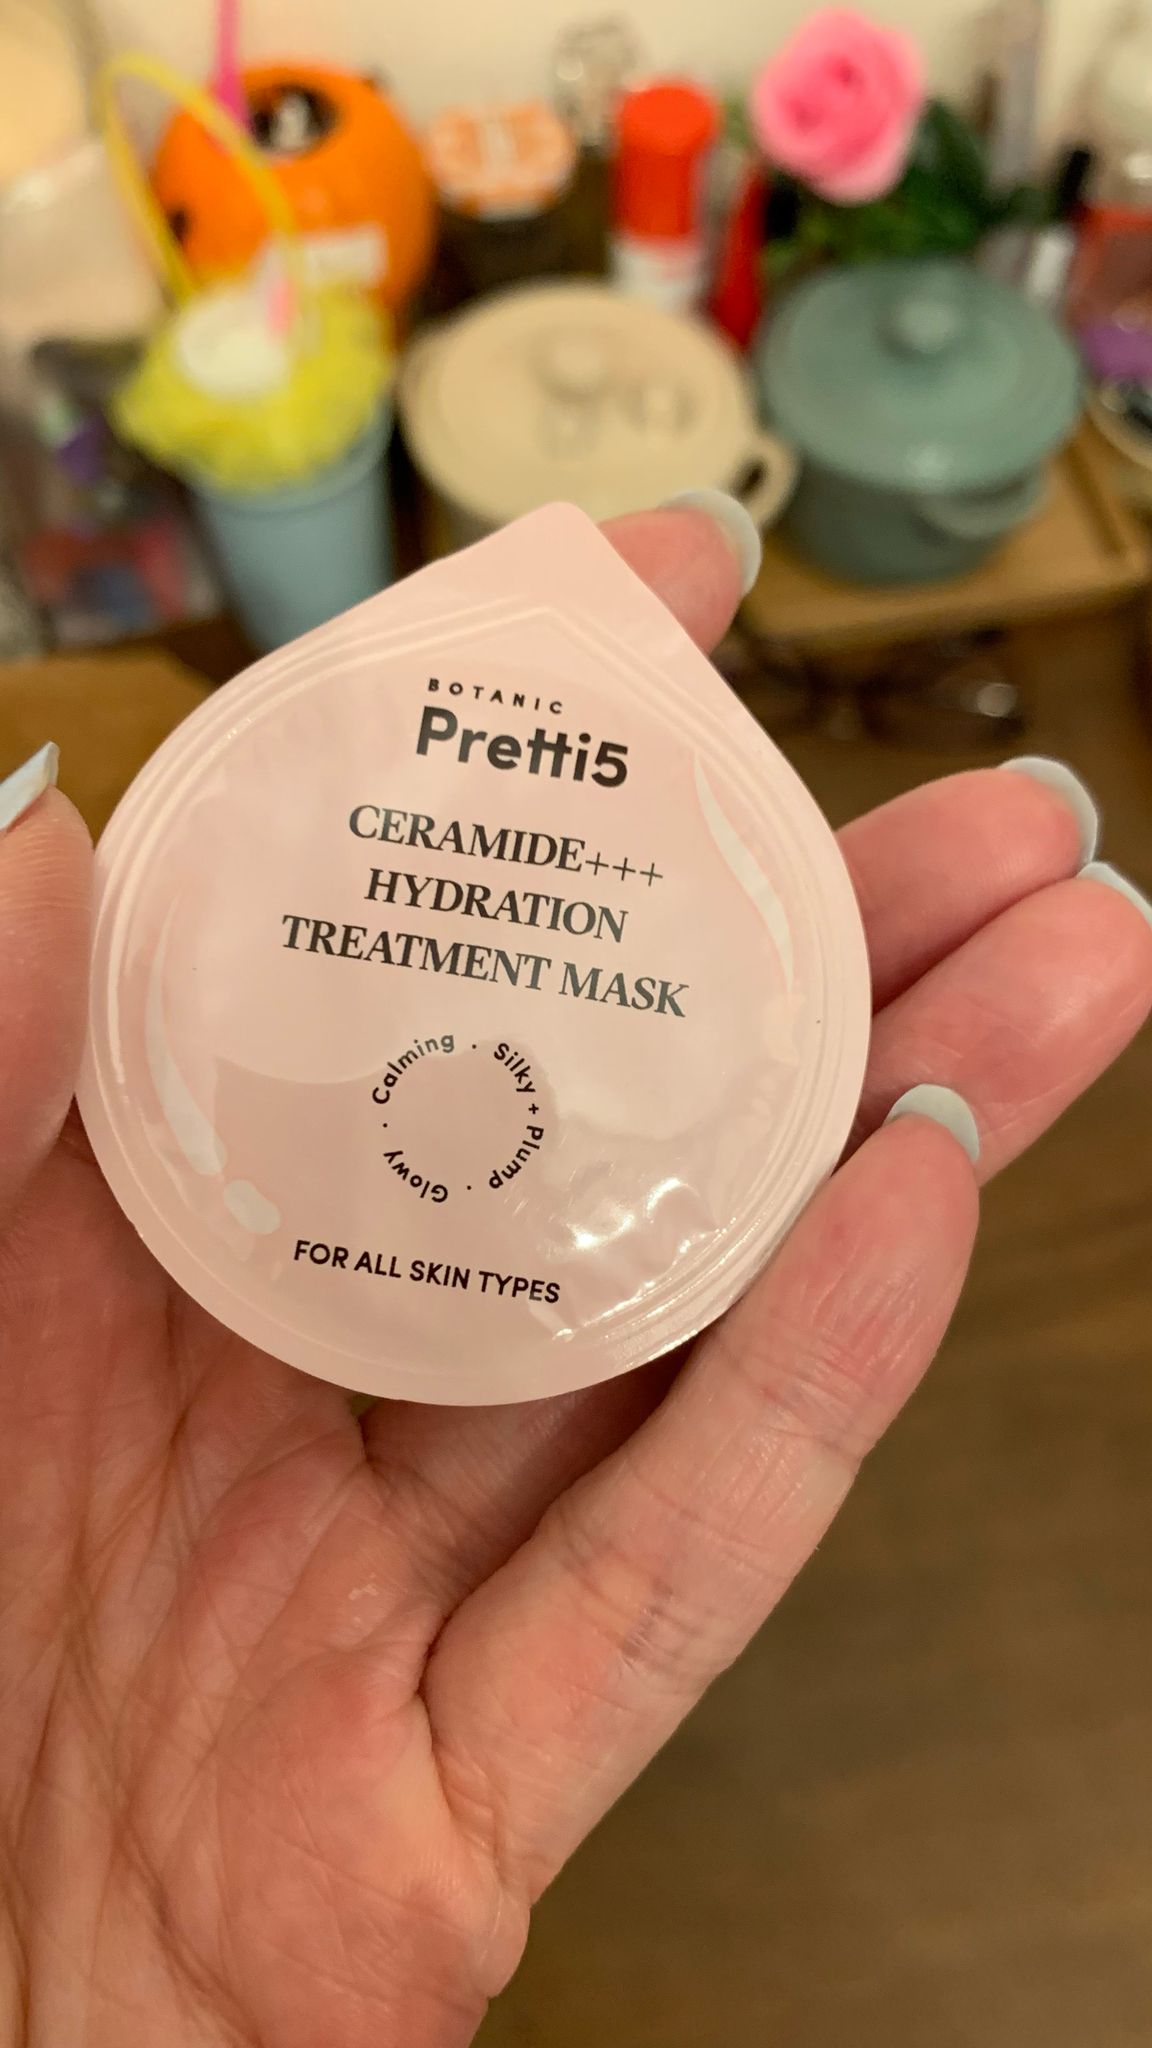 BOTANIC
Pretti5
CERAMIDE+++
HYDRATION
TREATMENT MASK
Calming · Silky + Plump · Glowy ·
FOR ALL SKIN TYPES